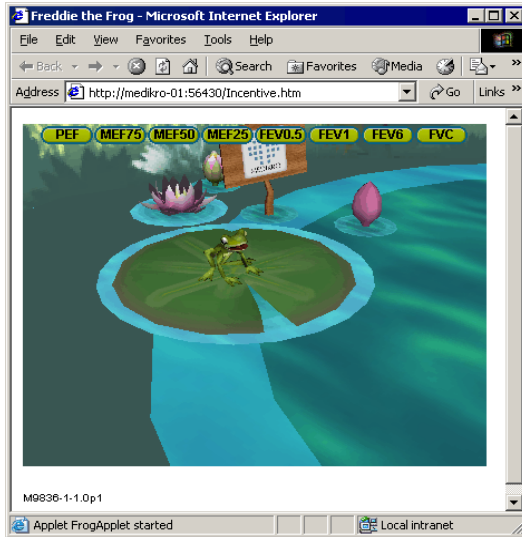 Freddie the Frog - Microsoft Internet Explorer
File Edit View Favorites Tools Help
Back Search Favorites Media »
Address http://medikro-01:56430/Incentive.htm Go Links »
PEF MEF75 MEF50 MEF25 FEV0.5 FEV1 FEV6 FVC
M9836-1-1.0p1
Applet FrogApplet started Local intranet